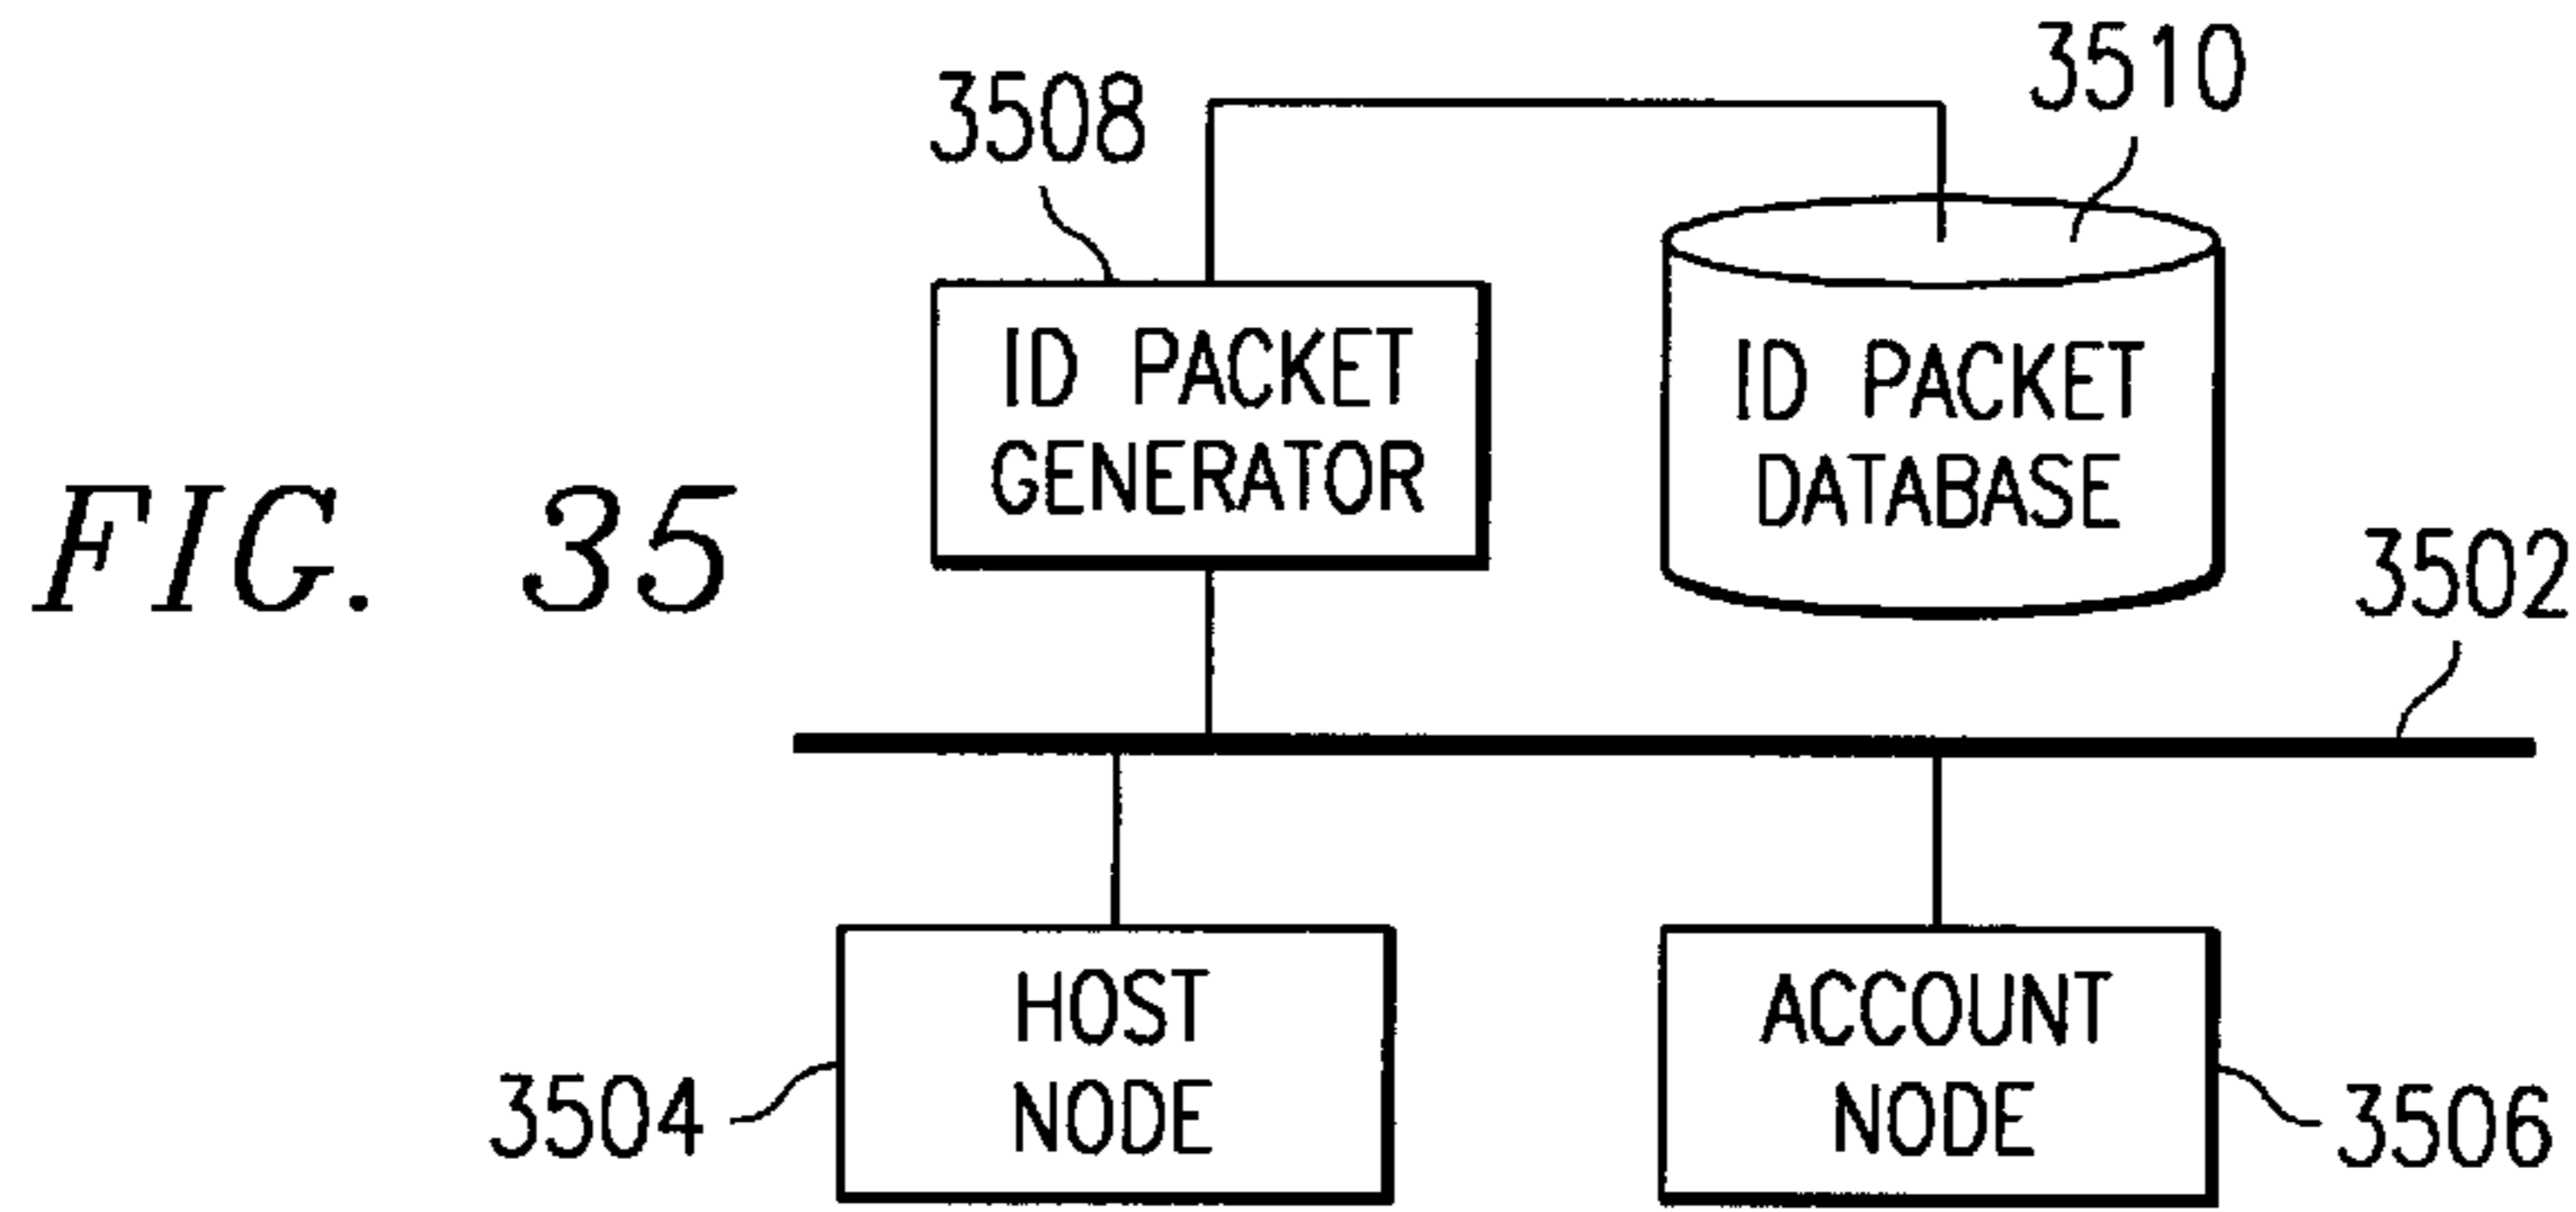 3510
3508
ID PACKET
GENERATOR
ID PACKET
DATABASE
FIG. 35
3502
HOST
NODE
ACCOUNT
NODE
3504
3506